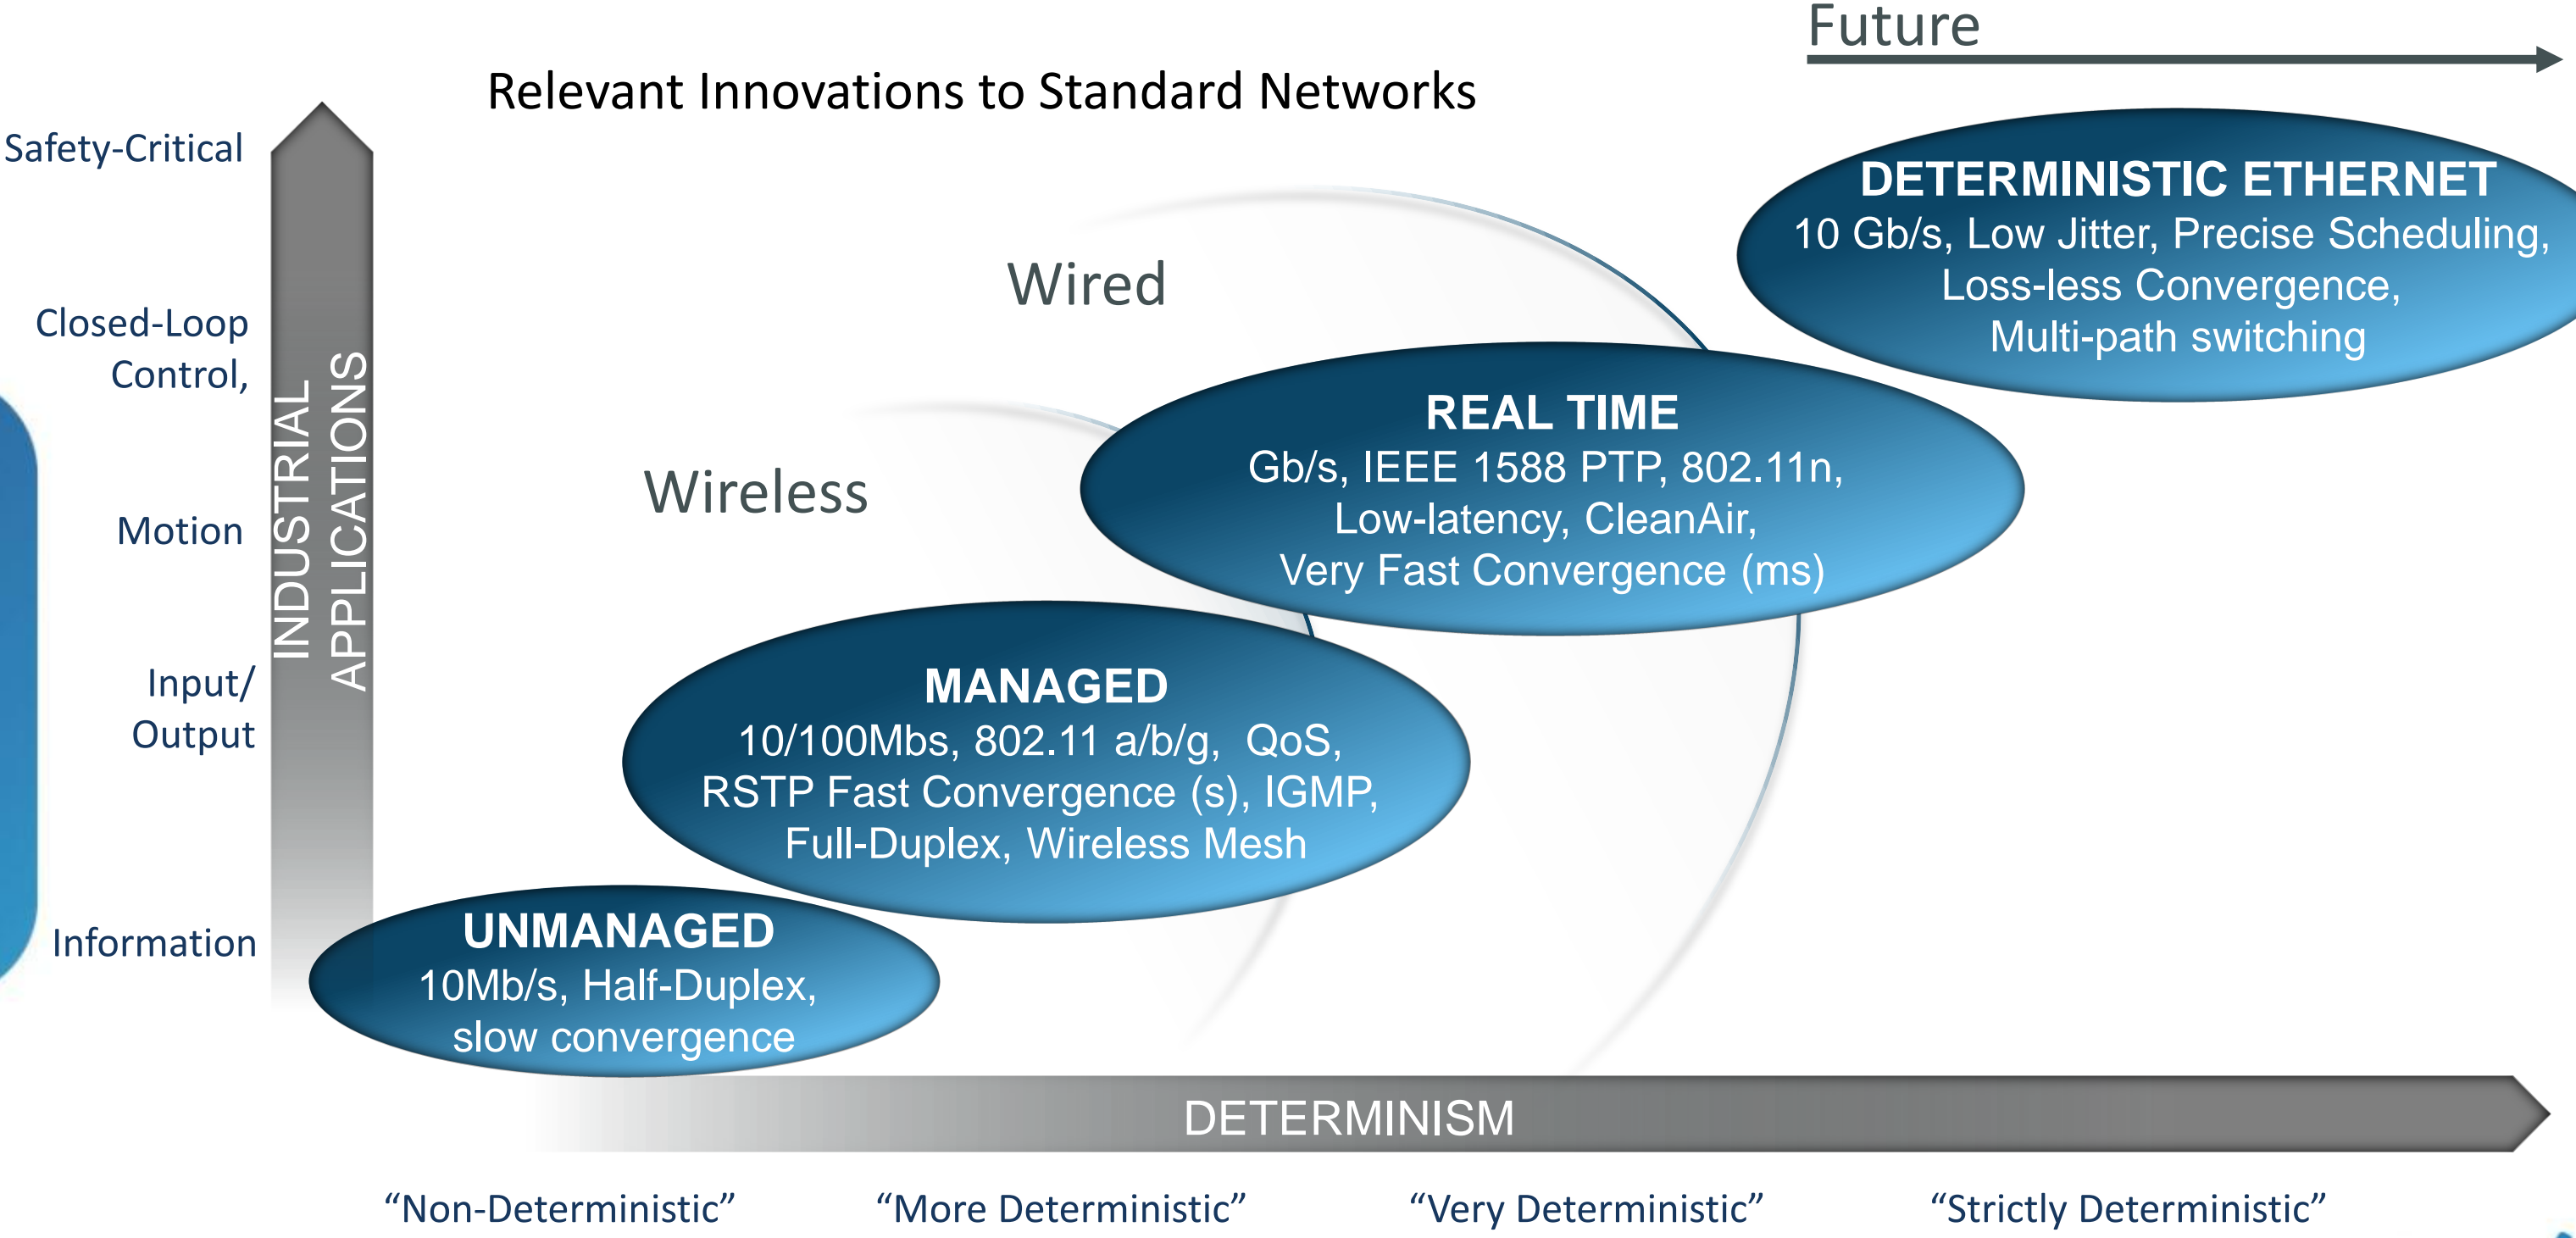 Future
Relevant Innovations to Standard Networks
Safety-Critical
Closed-Loop
Control,
Motion
Input/
Output
Information
INDUSTRIAL
APPLICATIONS
Wired
Wireless
DETERMINISTIC ETHERNET
10 Gb/s, Low Jitter, Precise Scheduling,
Loss-less Convergence,
Multi-path switching
REAL TIME
Gb/s, IEEE 1588 PTP, 802.11n,
Low-latency, CleanAir,
Very Fast Convergence (ms)
MANAGED
10/100Mbs, 802.11 a/b/g, QoS,
RSTP Fast Convergence (s), IGMP,
Full-Duplex, Wireless Mesh
UNMANAGED
10Mb/s, Half-Duplex,
slow convergence
DETERMINISM
“Non-Deterministic” “More Deterministic” “Very Deterministic” “Strictly Deterministic”